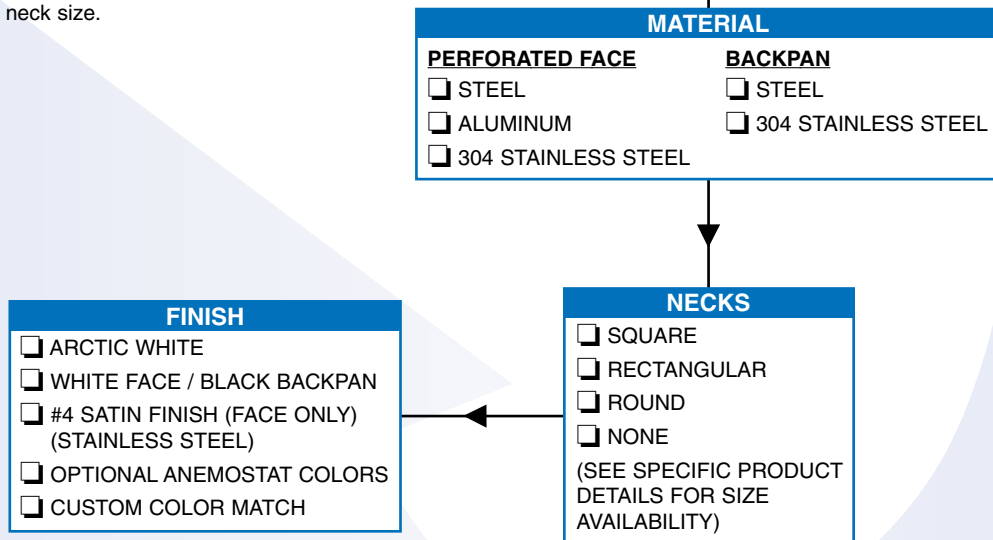 neck size.
MATERIAL
PERFORATED FACE
STEEL
ALUMINUM
304 STAINLESS STEEL
BACKPAN
STEEL
304 STAINLESS STEEL
NECKS
SQUARE
RECTANGULAR
ROUND
NONE
(SEE SPECIFIC PRODUCT
DETAILS FOR SIZE
AVAILABILITY)
FINISH
ARCTIC WHITE
WHITE FACE / BLACK BACKPAN
#4 SATIN FINISH (FACE ONLY)
(STAINLESS STEEL)
OPTIONAL ANEMOSTAT COLORS
CUSTOM COLOR MATCH